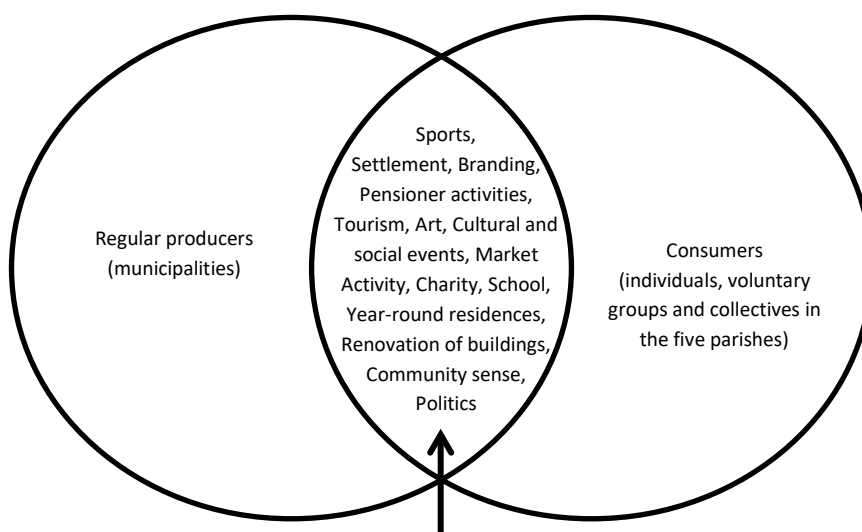 Sports,
Settlement, Branding,
Pensioner activities,
Tourism, Art, Cultural and
social events, Market
Activity, Charity, School,
Year-round residences,
Renovation of buildings,
Community sense,
Politics
Regular producers
(municipalities)
Consumers
(individuals, voluntary
groups and collectives in
the five parishes)